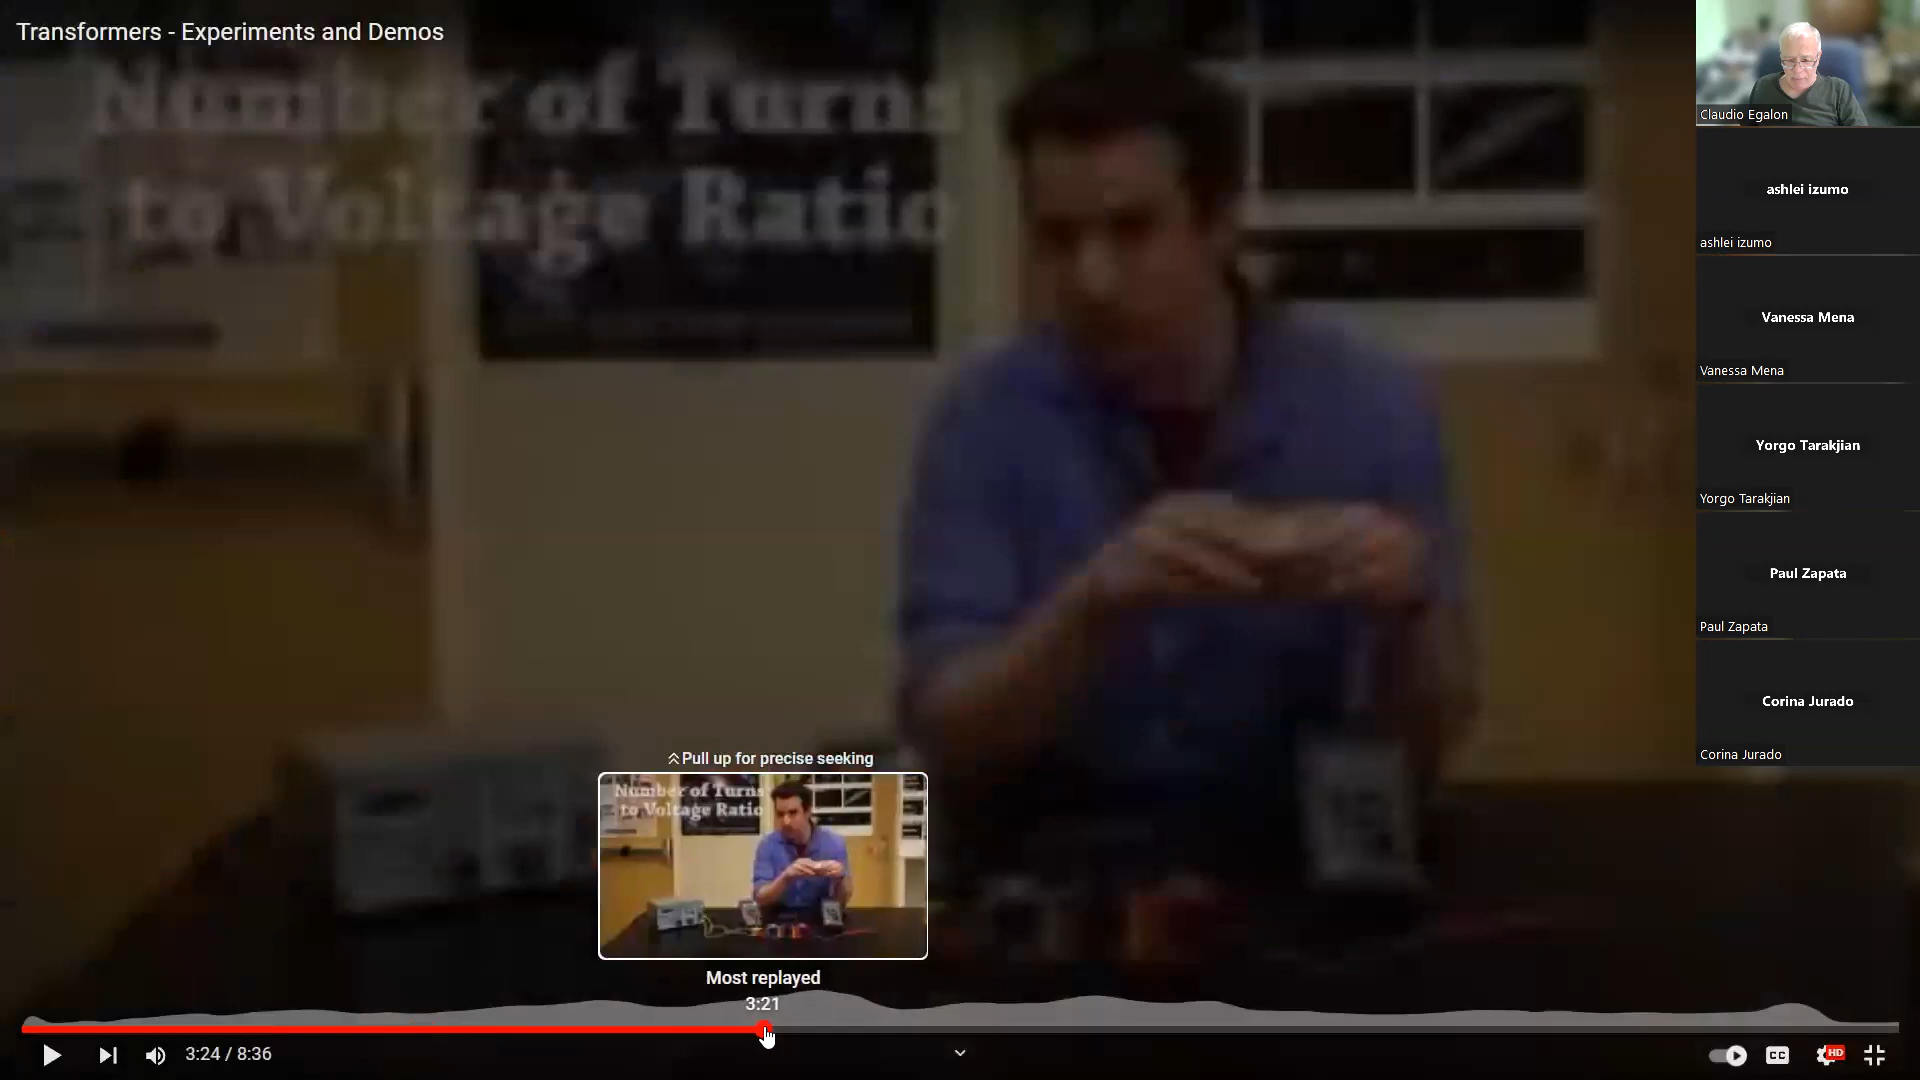 Transformers - Experiments and Demos
Number of Turns
to Voltage Ratio
Claudio Egalon
ashlei izumo
ashlei izumo
Vanessa Mena
Vanessa Mena
Yorgo Tarakjian
Yorgo Tarakjian
Paul Zapata
Paul Zapata
Corina Jurado
Corina Jurado
Pull up for precise seeking
Number of Turns
to Voltage Ratio
Most replayed
3:21
3:24 / 8:36
CC
HD